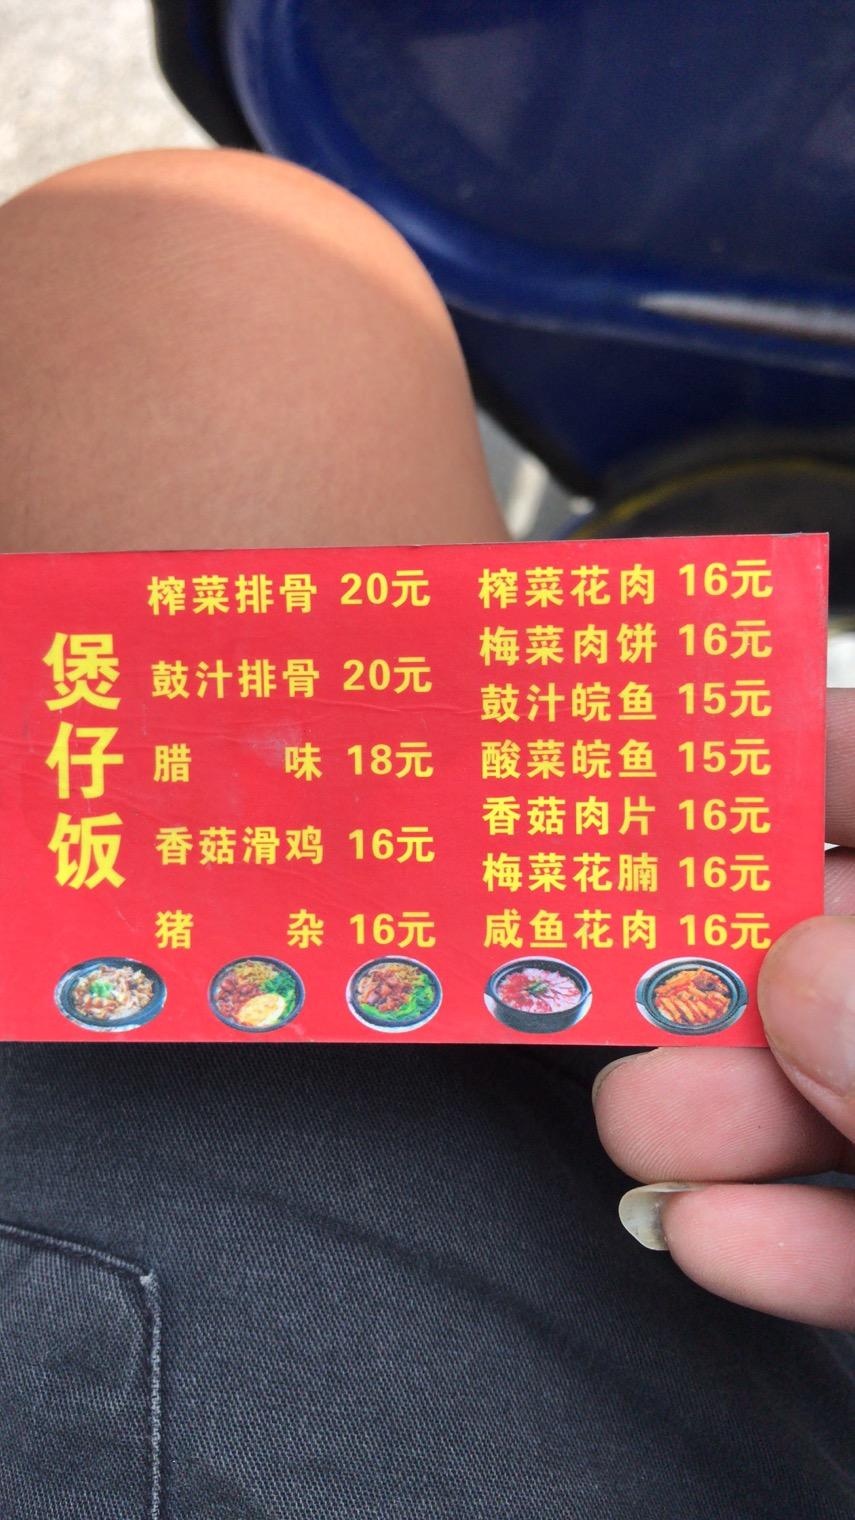 煲仔饭
榨菜排骨 20元
鼓汁排骨 20元
腊 味 18元
香菇滑鸡 16元
猪 杂 16元
榨菜花肉 16元
梅菜肉饼 16元
鼓汁皖鱼 15元
酸菜皖鱼 15元
香菇肉片 16元
梅菜花腩 16元
咸鱼花肉 16元